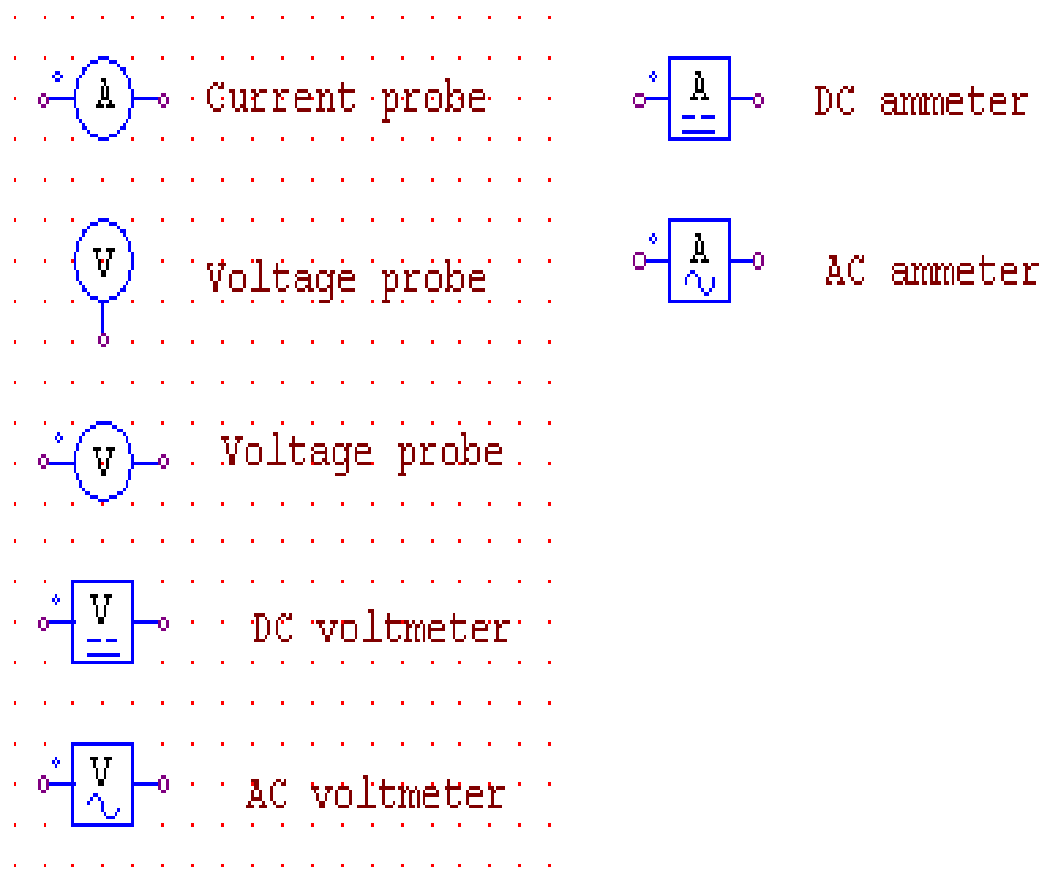 A Current probe
A DC ammeter
V Voltage probe
A AC ammeter
V Voltage probe
V DC voltmeter
V AC voltmeter